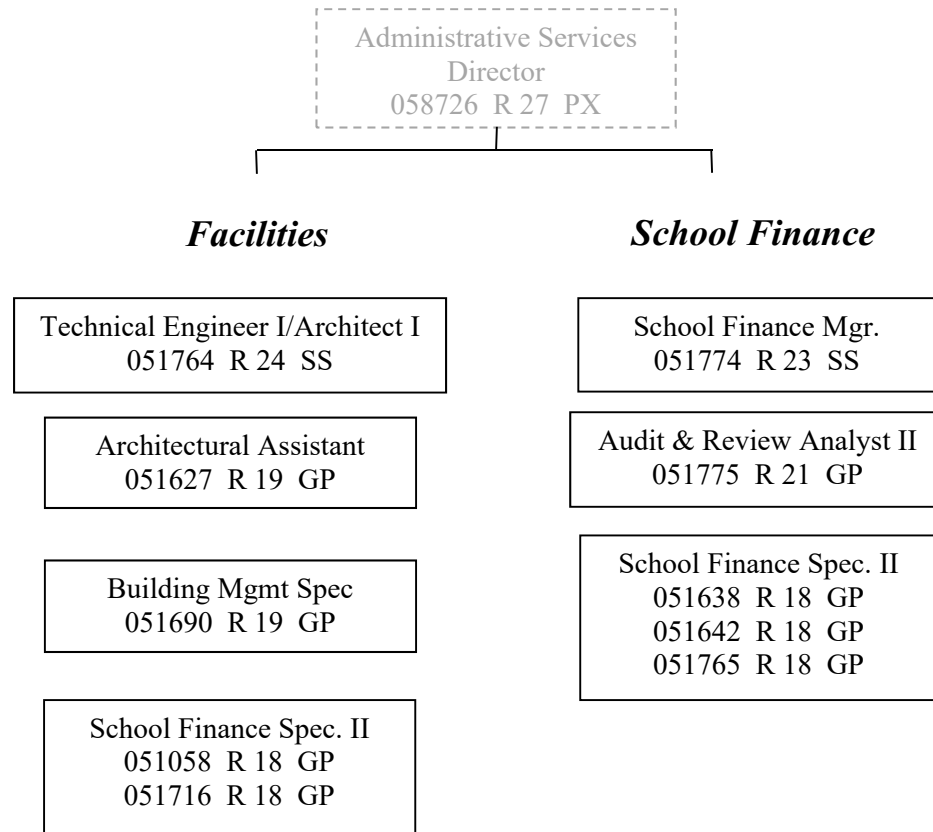 Administrative Services
Director
058726 R 27 PX
Facilities
Technical Engineer I/Architect I
051764 R 24 SS
Architectural Assistant
051627 R 19 GP
Building Mgmt Spec
051690 R 19 GP
School Finance Spec. II
051058 R 18 GP
051716 R 18 GP
School Finance
School Finance Mgr.
051774 R 23 SS
Audit & Review Analyst II
051775 R 21 GP
School Finance Spec. II
051638 R 18 GP
051642 R 18 GP
051765 R 18 GP